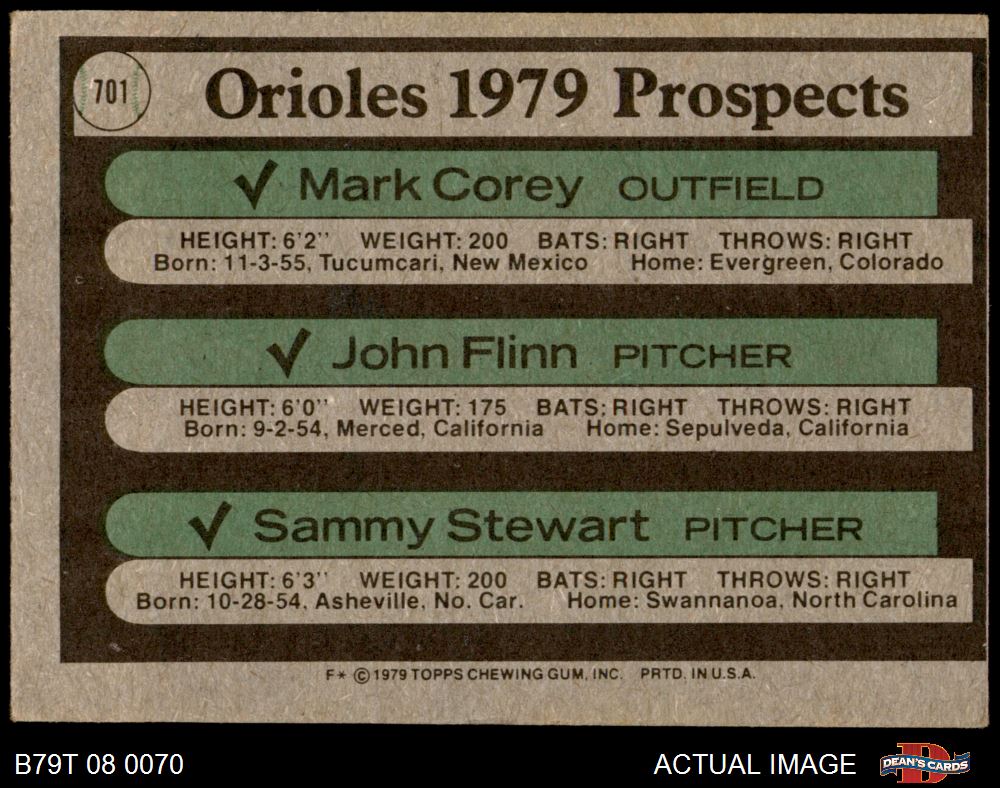 701
Orioles 1979 Prospects
✓ Mark Corey OUTFIELD
HEIGHT: 6'2" WEIGHT: 200 BATS: RIGHT THROWS: RIGHT
Born: 11-3-55, Tucumcari, New Mexico Home: Evergreen, Colorado
✓ John Flinn PITCHER
HEIGHT: 6'0" WEIGHT: 175 BATS: RIGHT THROWS: RIGHT
Born: 9-2-54, Merced, California Home: Sepulveda, California
✓ Sammy Stewart PITCHER
HEIGHT: 6'3" WEIGHT: 200 BATS: RIGHT THROWS: RIGHT
Born: 10-28-54, Asheville, No. Car. Home: Swannanoa, North Carolina
F* © 1979 TOPPS CHEWING GUM, INC. PRTD. IN U.S.A.
B79T 08 0070 ACTUAL IMAGE D DEAN'S CARDS